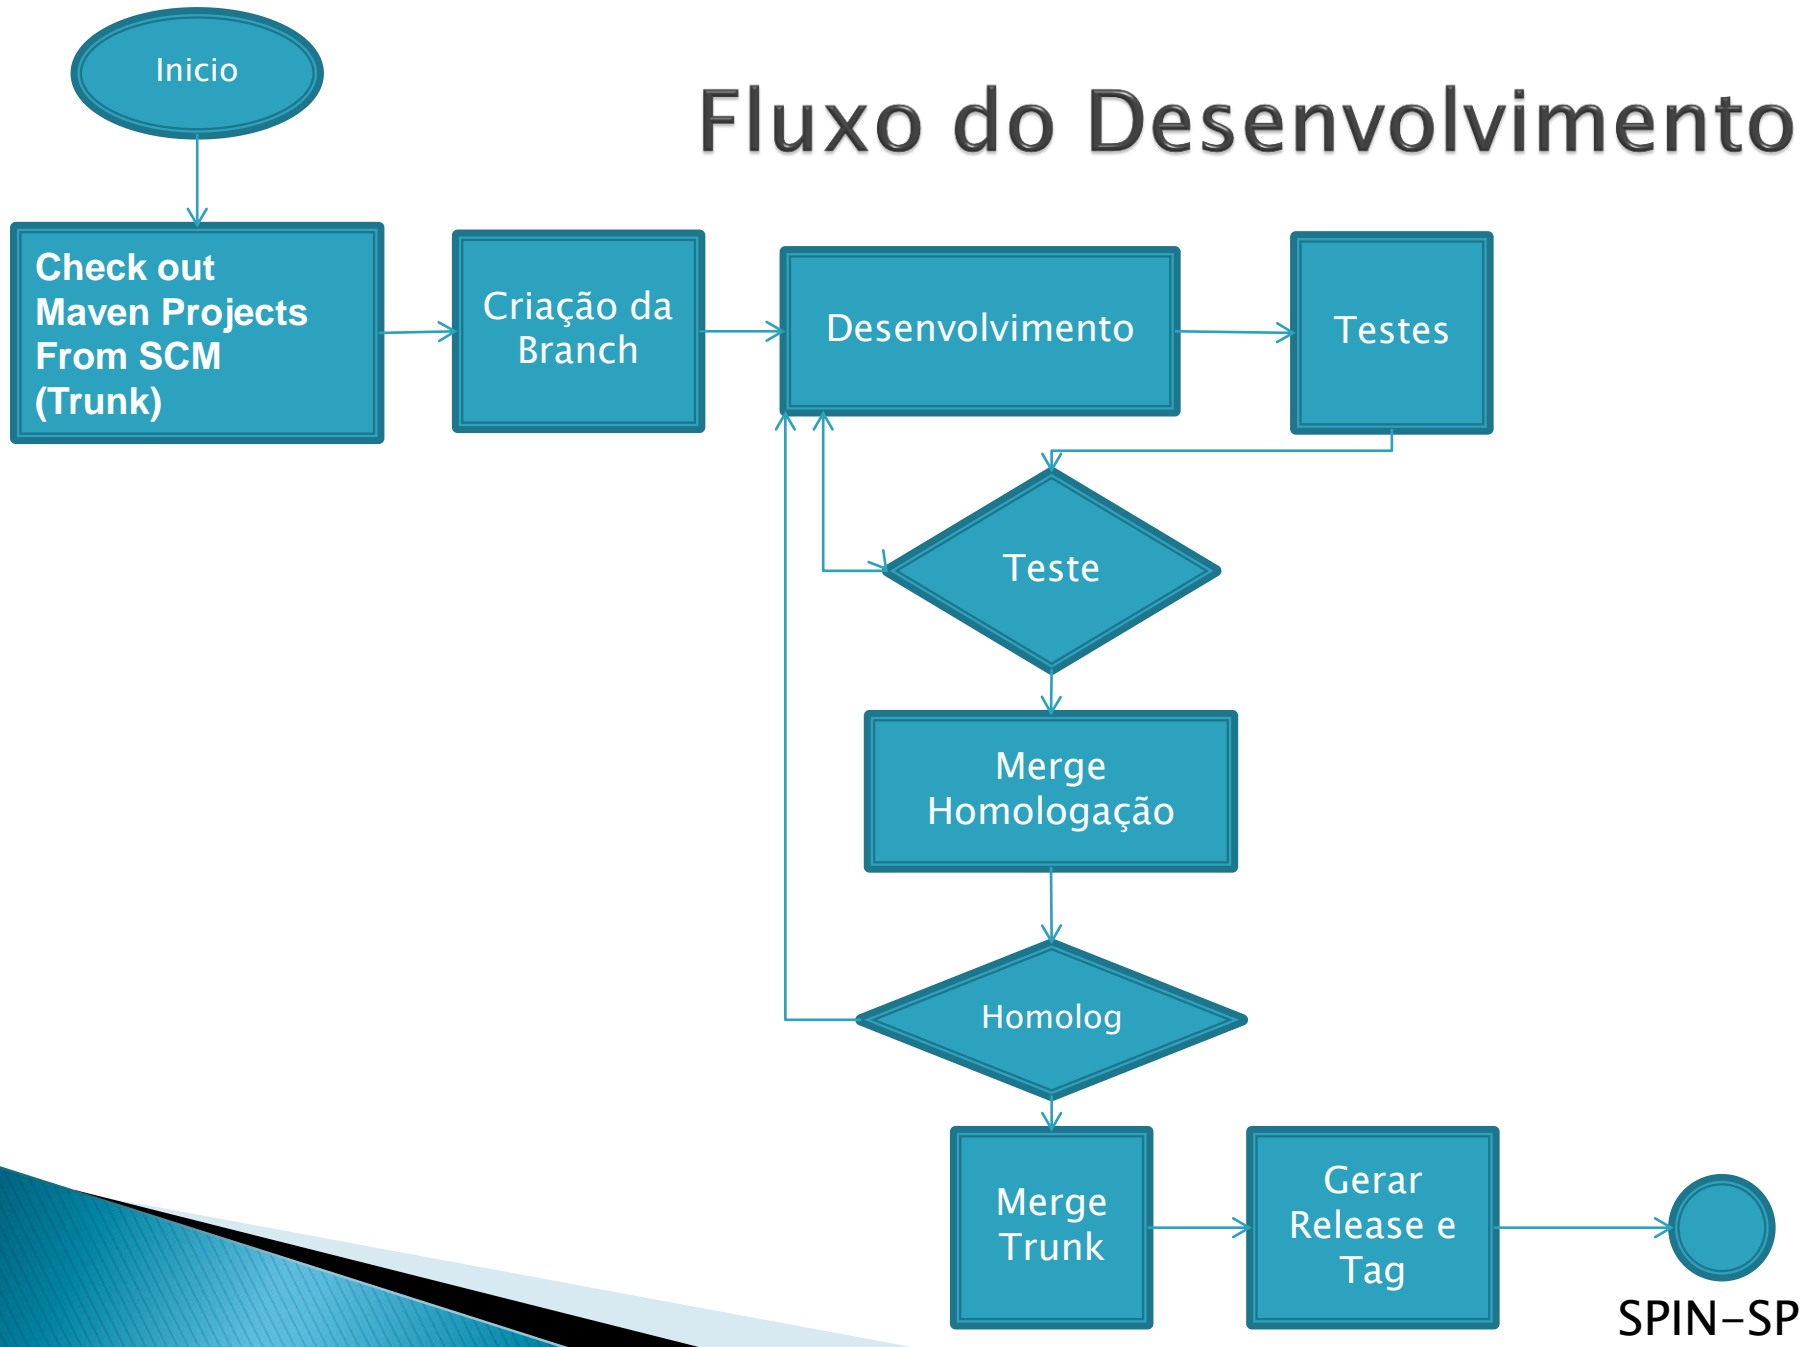 Inicio
Fluxo do Desenvolvimento
Check out
Maven Projects
From SCM
(Trunk)
Criação da
Branch
Desenvolvimento
Testes
Teste
Merge
Homologação
Homolog
Merge
Trunk
Gerar
Release e
Tag
SPIN-SP